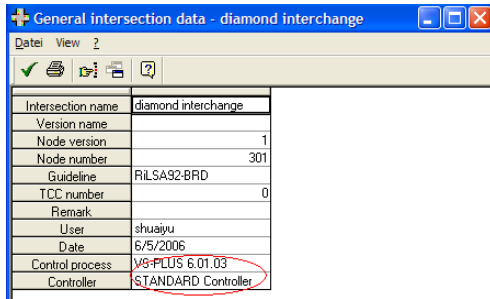 General intersection data - diamond interchange
Datei View ?
Intersection name diamond interchange
Version name
Node version 1
Node number 301
Guideline RiLSA92-BRD
TCC number 0
Remark
User shuaiyu
Date 6/5/2006
Control process VS-PLUS 6.01.03
Controller STANDARD Controller